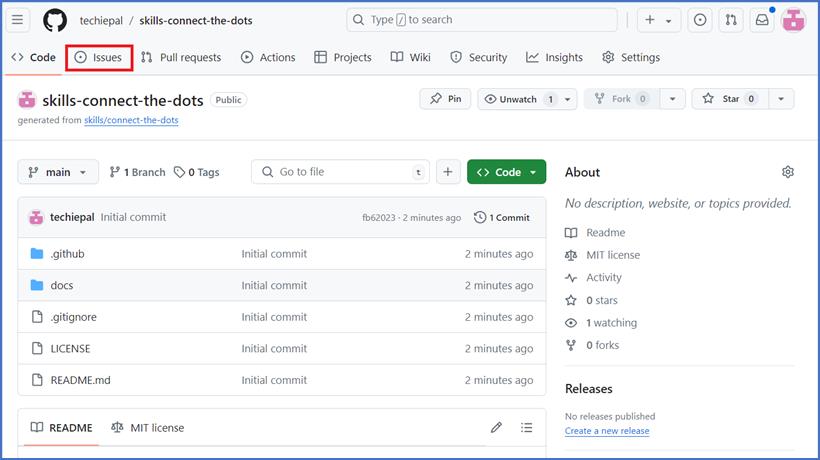 techiepal / skills-connect-the-dots
Type / to search
Code Issues Pull requests Actions Projects Wiki Security Insights Settings
skills-connect-the-dots Public
generated from skills/connect-the-dots
Pin Unwatch 1 Fork 0 Star 0
main 1 Branch 0 Tags Go to file t + Code
techiepal Initial commit fb62023 · 2 minutes ago 1 Commit
.github Initial commit 2 minutes ago
docs Initial commit 2 minutes ago
.gitignore Initial commit 2 minutes ago
LICENSE Initial commit 2 minutes ago
README.md Initial commit 2 minutes ago
README MIT license
About
No description, website, or topics provided.
Readme
MIT license
Activity
0 stars
1 watching
0 forks
Releases
No releases published
Create a new release